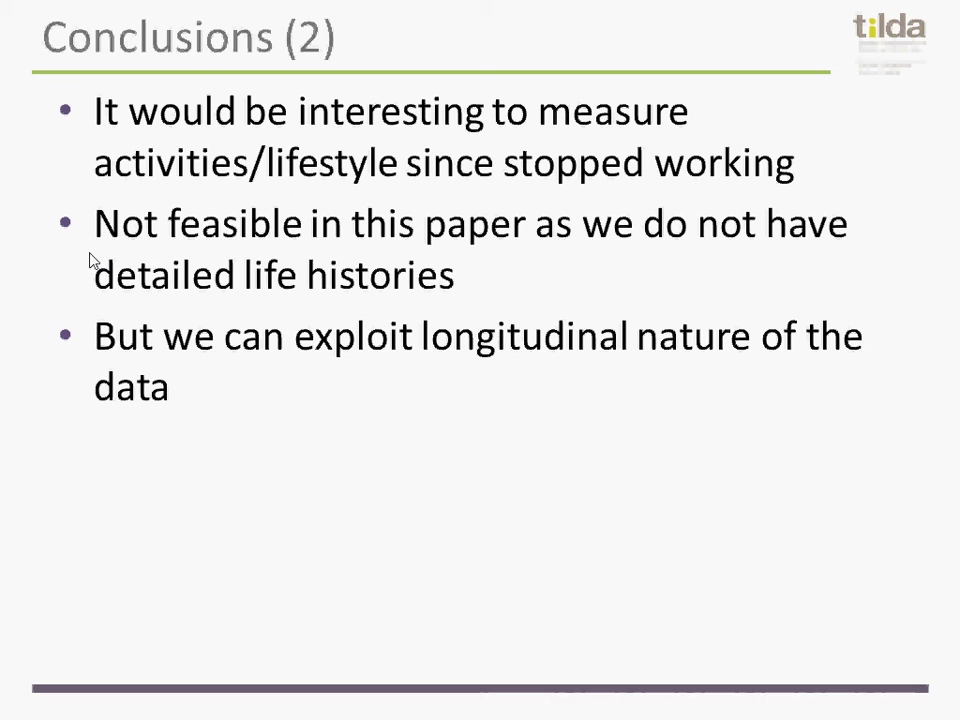 Conclusions (2)
tilda
• It would be interesting to measure
activities/lifestyle since stopped working
• Not feasible in this paper as we do not have
detailed life histories
• But we can exploit longitudinal nature of the
data